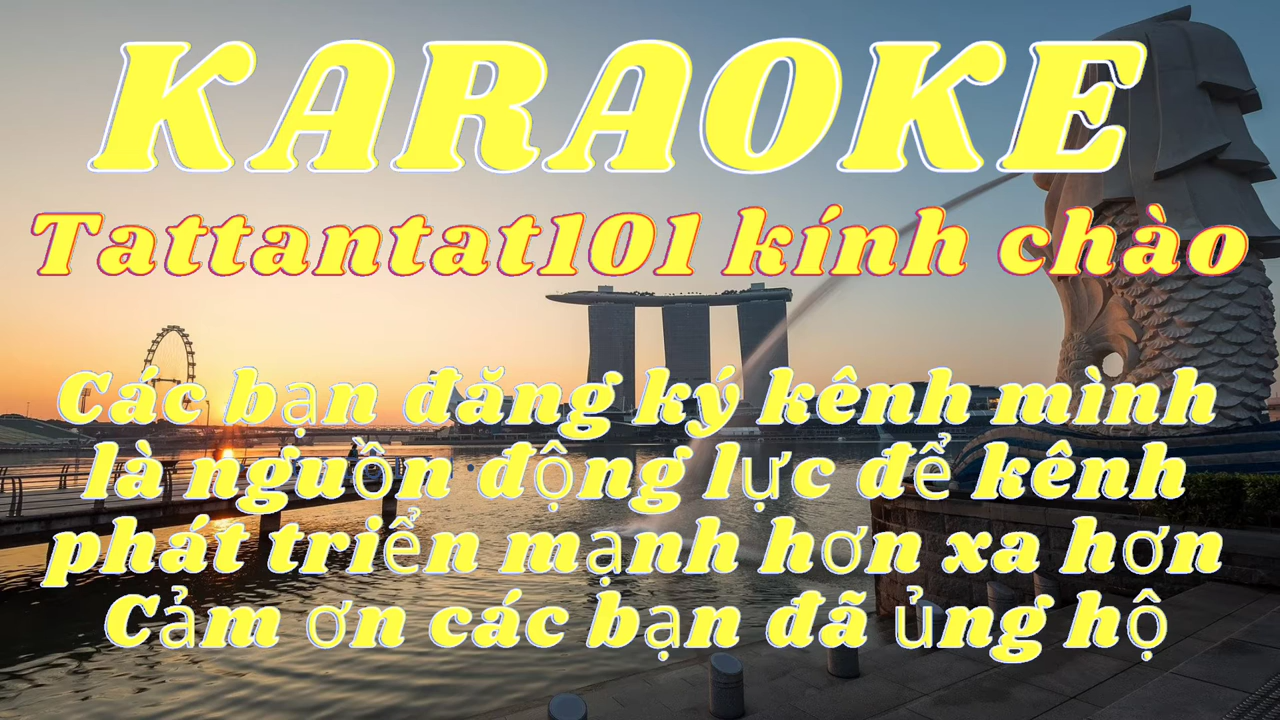 KARAOKE
Tattantat101 kính chào
Các bạn đăng ký kênh mình
là nguồn động lực để kênh
phát triển mạnh hơn xa hơn
Cảm ơn các bạn đã ủng hộ